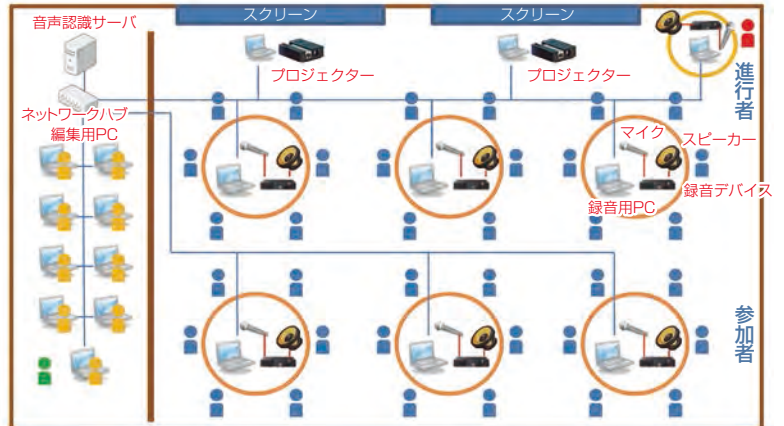 スクリーン
スクリーン
音声認識サーバ
プロジェクター
プロジェクター
進行者
ネットワークハブ
編集用PC
マイク
スピーカー
録音デバイス
録音用PC
参加者